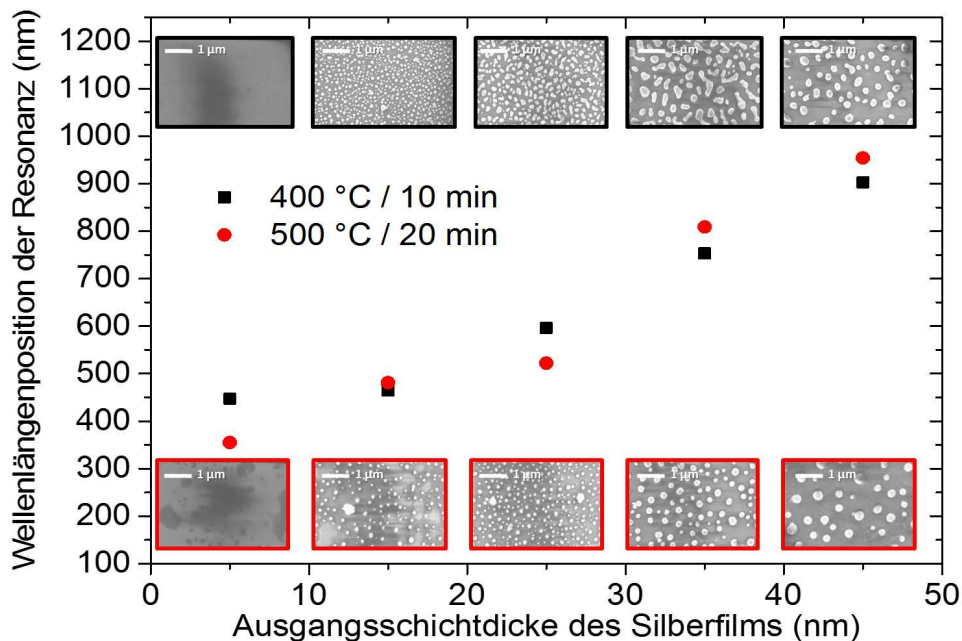 Wellenlängenposition der Resonanz (nm)
1200
1100
1000
900
800
700
600
500
400
300
200
100
1 µm
1 µm
1 µm
1 µm
1 µm
400 °C / 10 min
500 °C / 20 min
1 µm
1 µm
1 µm
1 µm
1 µm
0
10
20
30
40
50
Ausgangsschichtdicke des Silberfilms (nm)